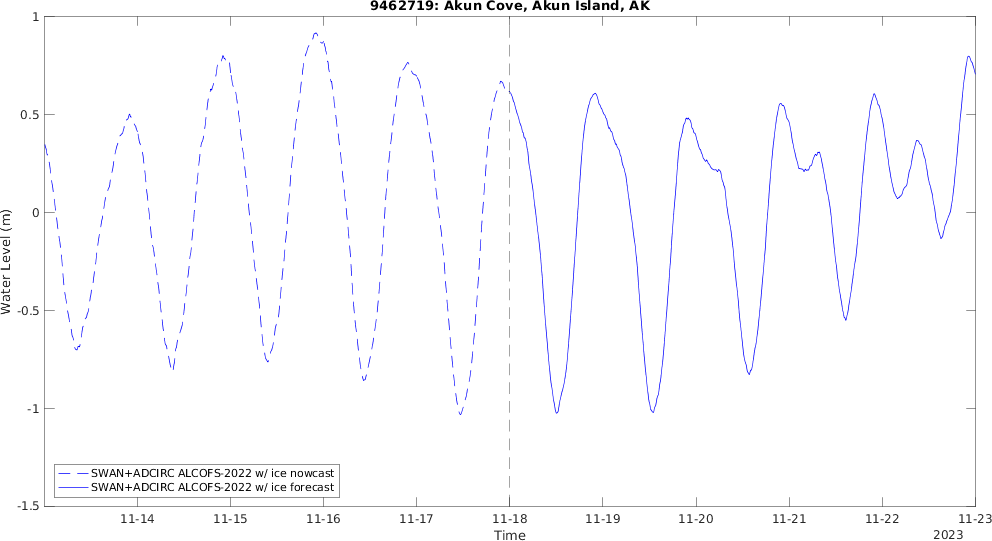 9462719: Akun Cove, Akun Island, AK
Water Level (m)
1
0.5
0
-0.5
-1
-1.5
SWAN+ADCIRC ALCOFS-2022 w/ ice nowcast
SWAN+ADCIRC ALCOFS-2022 w/ ice forecast
11-14 11-15 11-16 11-17 11-18 11-19 11-20 11-21 11-22 11-23
Time
2023